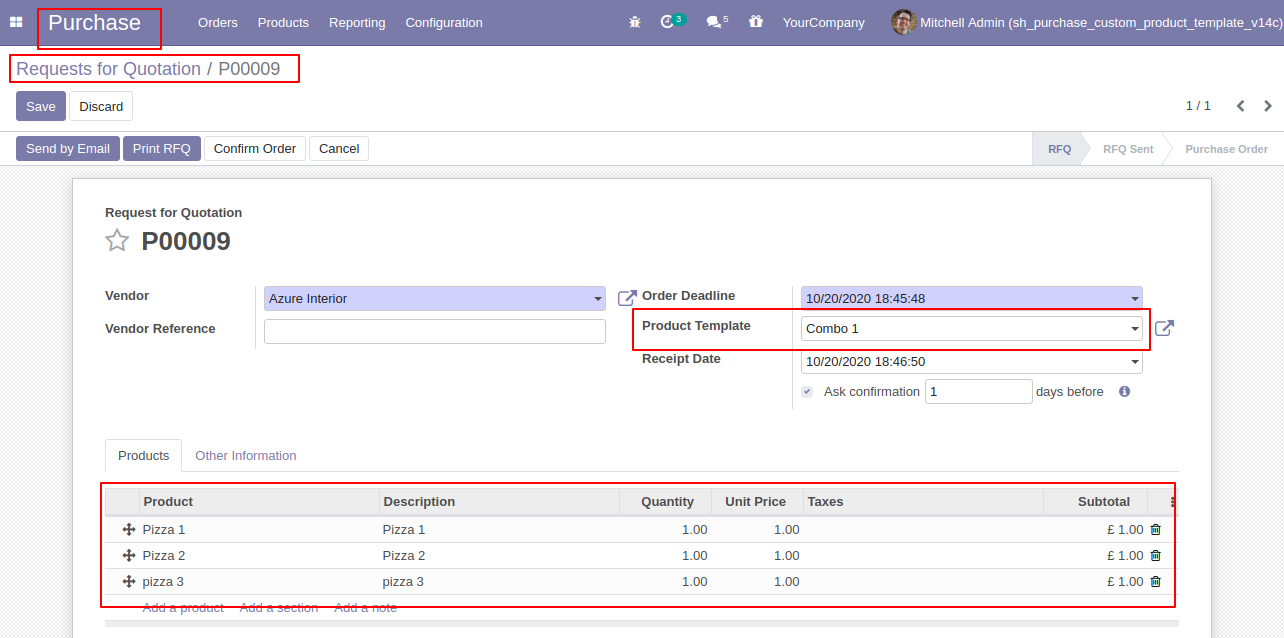 Purchase Orders Products Reporting Configuration 3 5 YourCompany Mitchell Admin (sh_purchase_custom_product_template_v14c)
Requests for Quotation / P00009
Save Discard 1 / 1
Send by Email Print RFQ Confirm Order Cancel RFQ RFQ Sent Purchase Order
Request for Quotation
P00009
Vendor Azure Interior Order Deadline 10/20/2020 18:45:48
Vendor Reference Product Template Combo 1
Receipt Date 10/20/2020 18:46:50
Ask confirmation 1 days before
Products Other Information
Product Description Quantity Unit Price Taxes Subtotal
Pizza 1 Pizza 1 1.00 1.00 £ 1.00
Pizza 2 Pizza 2 1.00 1.00 £ 1.00
pizza 3 pizza 3 1.00 1.00 £ 1.00
Add a product Add a section Add a note